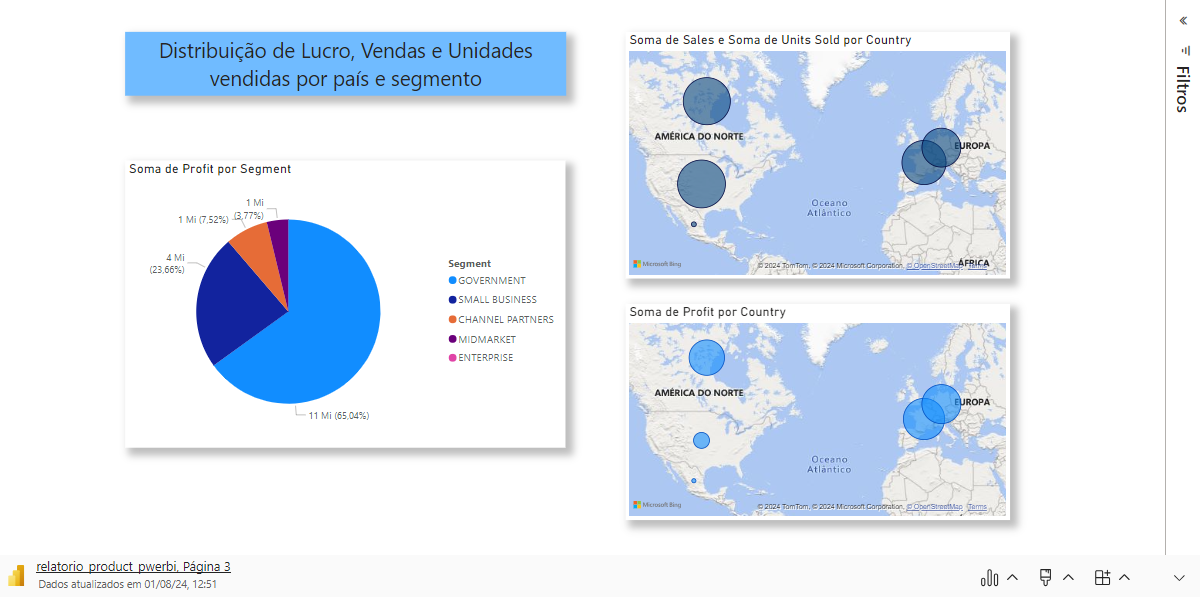 Distribuição de Lucro, Vendas e Unidades
vendidas por país e segmento
Soma de Profit por Segment
1 Mi
(3,77%)
1 Mi (7,52%)
4 Mi
(23,66%)
11 Mi (65,04%)
Segment
GOVERNMENT
SMALL BUSINESS
CHANNEL PARTNERS
MIDMARKET
ENTERPRISE
Soma de Sales e Soma de Units Sold por Country
AMÉRICA DO NORTE
EUROPA
Oceano
Atlântico
ÁFRICA
Microsoft Bing
© 2024 TomTom, © 2024 Microsoft Corporation, © OpenStreetMap Terms
Soma de Profit por Country
AMÉRICA DO NORTE
EUROPA
Oceano
Atlântico
Microsoft Bing
© 2024 TomTom, © 2024 Microsoft Corporation, © OpenStreetMap Terms
Filtros
relatorio_product_pwerbi, Página 3
Dados atualizados em 01/08/24, 12:51